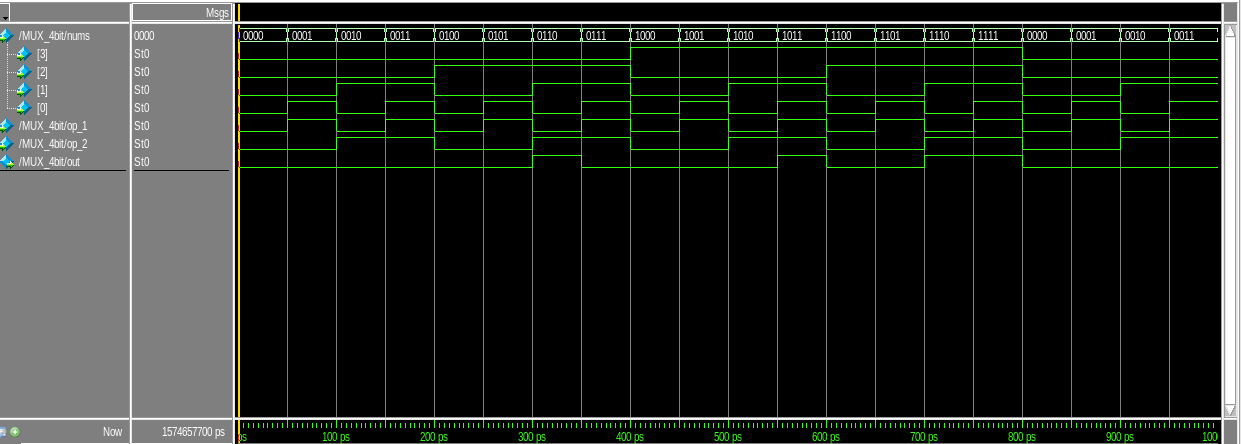 Msgs
/MUX_4bit/nums 0000 0000 0001 0010 0011 0100 0101 0110 0111 1000 1001 1010 1011 1100 1101 1110 1111 0000 0001 0010 0011
[3] St0
[2] St0
[1] St0
[0] St0
/MUX_4bit/op_1 St0
/MUX_4bit/op_2 St0
/MUX_4bit/out St0
Now 1574657700 ps ps 100 ps 200 ps 300 ps 400 ps 500 ps 600 ps 700 ps 800 ps 900 ps 100